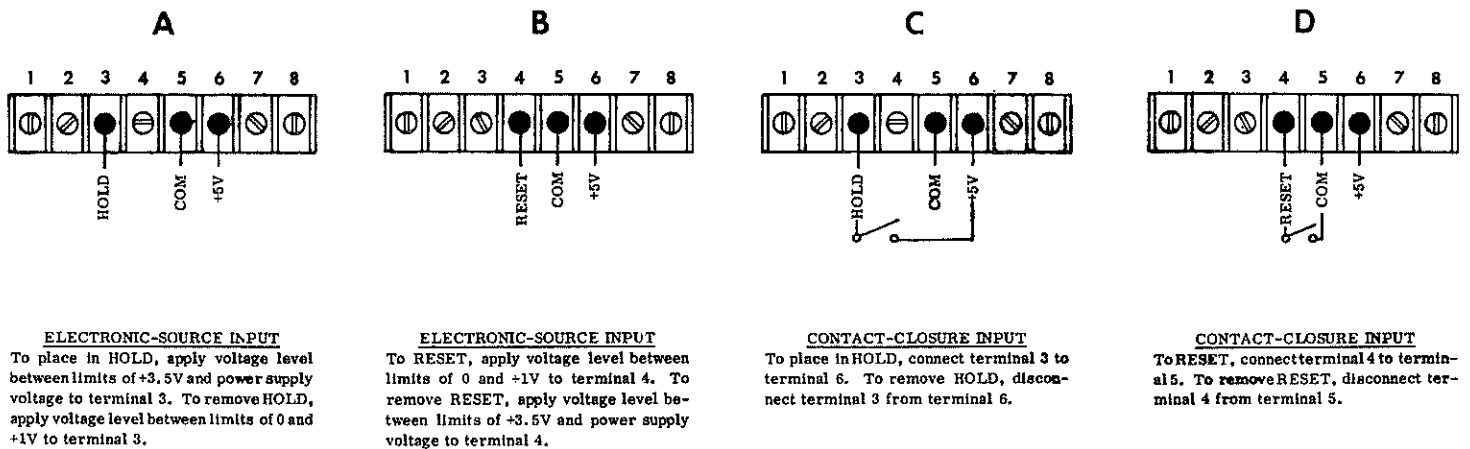 A
B
C
D
1 2 3 4 5 6 7 8
1 2 3 4 5 6 7 8
1 2 3 4 5 6 7 8
1 2 3 4 5 6 7 8
HOLD
COM
+5V
RESET
COM
+5V
HOLD
COM
+5V
RESET
COM
+5V
ELECTRONIC-SOURCE INPUT
To place in HOLD, apply voltage level
between limits of +3.5V and power supply
voltage to terminal 3. To remove HOLD,
apply voltage level between limits of 0 and
+1V to terminal 3.
ELECTRONIC-SOURCE INPUT
To RESET, apply voltage level between
limits of 0 and +1V to terminal 4. To
remove RESET, apply voltage level be-
tween limits of +3.5V and power supply
voltage to terminal 4.
CONTACT-CLOSURE INPUT
To place in HOLD, connect terminal 3 to
terminal 6. To remove HOLD, discon-
nect terminal 3 from terminal 6.
CONTACT-CLOSURE INPUT
To RESET, connect terminal 4 to termin-
al 5. To remove RESET, disconnect ter-
minal 4 from terminal 5.